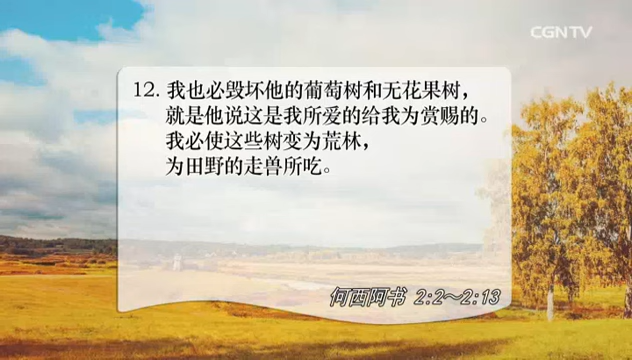 CGNTV
12. 我也必毁坏他的葡萄树和无花果树，
就是他说这是我所爱的给我为赏赐的。
我必使这些树变为荒林，
为田野的走兽所吃。
何西阿书 2:2～2:13